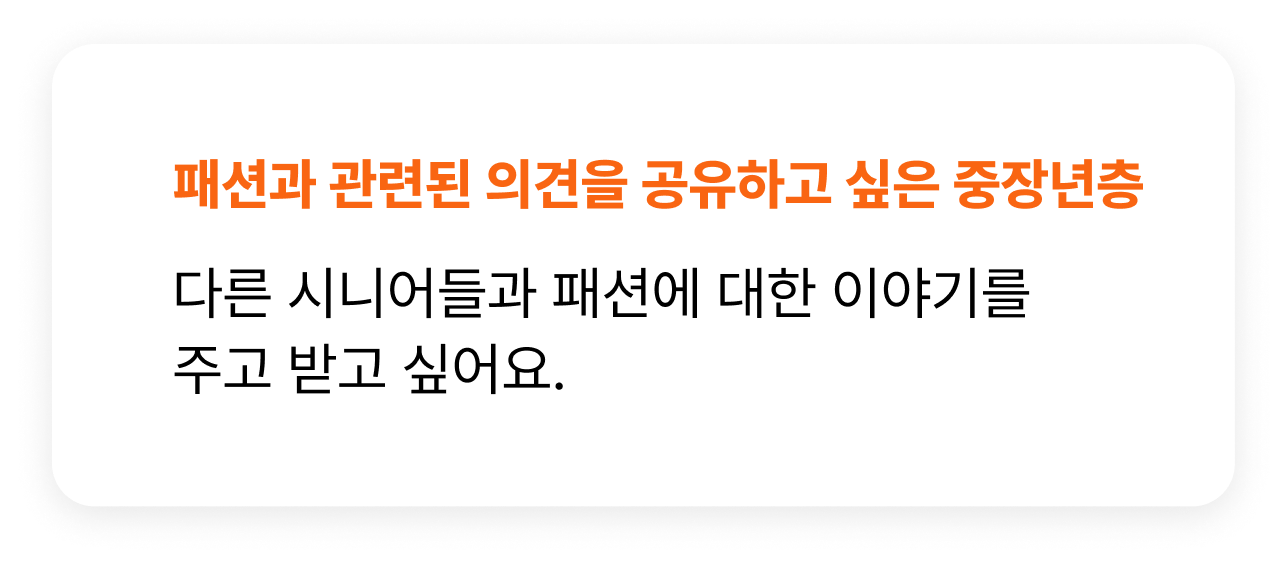 패션과 관련된 의견을 공유하고 싶은 중장년층
다른 시니어들과 패션에 대한 이야기를
주고 받고 싶어요.